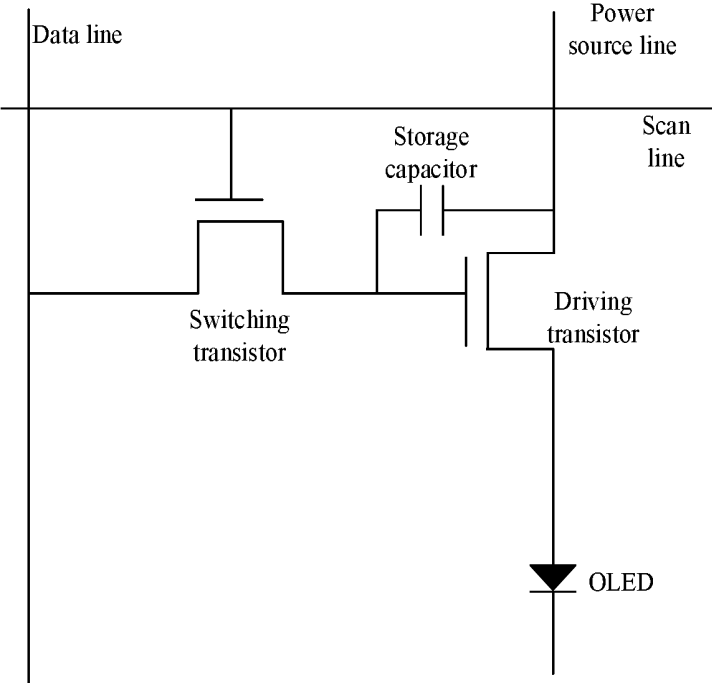 Data line
Power
source line
Scan
line
Storage
capacitor
Switching
transistor
Driving
transistor
OLED